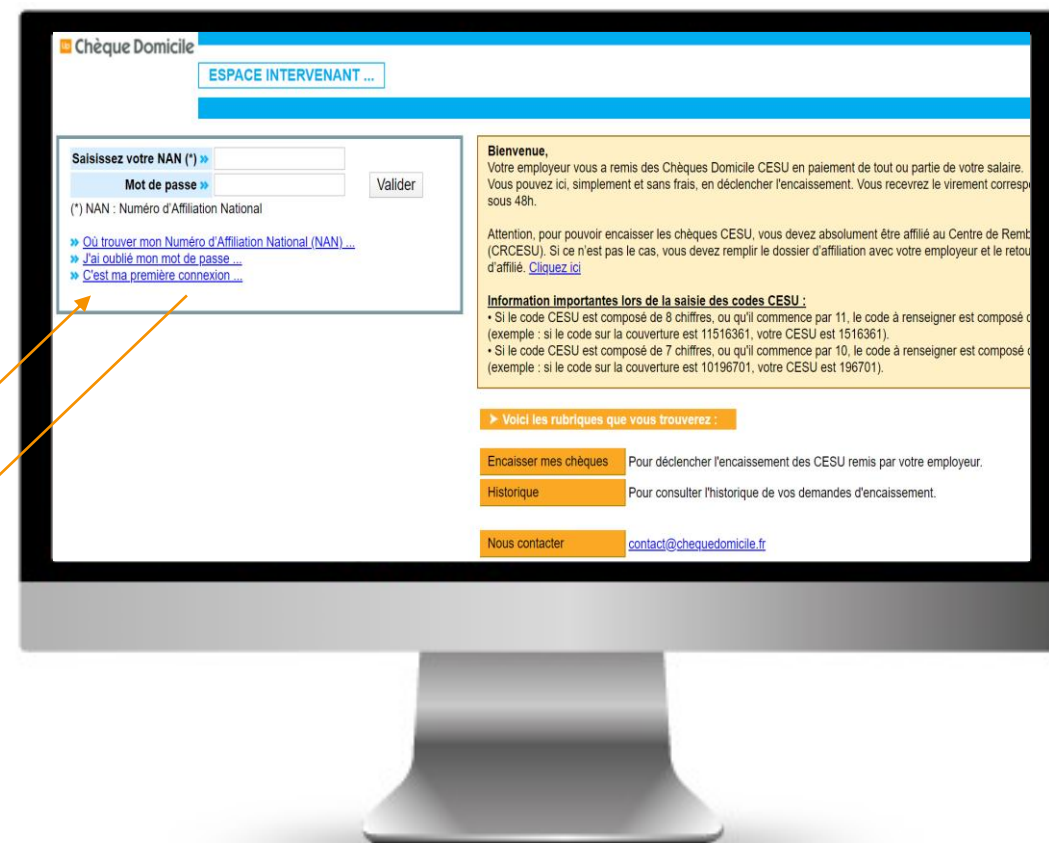 up Chèque Domicile
ESPACE INTERVENANT ...
Saisissez votre NAN (*) »
Mot de passe » Valider
(*) NAN : Numéro d'Affiliation National
» Où trouver mon Numéro d'Affiliation National (NAN) ...
» J'ai oublié mon mot de passe ...
» C'est ma première connexion ...
Bienvenue,
Votre employeur vous a remis des Chèques Domicile CESU en paiement de tout ou partie de votre salaire.
Vous pouvez ici, simplement et sans frais, en déclencher l'encaissement. Vous recevrez le virement corresp
sous 48h.
Attention, pour pouvoir encaisser les chèques CESU, vous devez absolument être affilié au Centre de Remb
(CRCESU). Si ce n'est pas le cas, vous devez remplir le dossier d'affiliation avec votre employeur et le retou
d'affilié. Cliquez ici
Information importantes lors de la saisie des codes CESU :
• Si le code CESU est composé de 8 chiffres, ou qu'il commence par 11, le code à renseigner est composé
(exemple : si le code sur la couverture est 11516361, votre CESU est 1516361).
• Si le code CESU est composé de 7 chiffres, ou qu'il commence par 10, le code à renseigner est composé
(exemple : si le code sur la couverture est 10196701, votre CESU est 196701).
➤ Voici les rubriques que vous trouverez :
Encaisser mes chèques Pour déclencher l'encaissement des CESU remis par votre employeur.
Historique Pour consulter l'historique de vos demandes d'encaissement.
Nous contacter contact@chequedomicile.fr